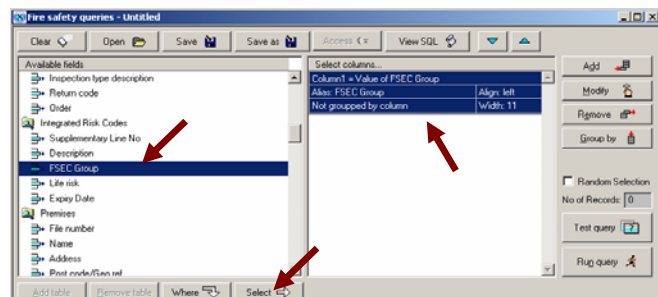 Fire safety queries - Untitled
Clear Open Save Save as Access View SQL
Available fields
Inspection type description
Return code
Order
Integrated Risk Codes
Supplementary Line No
Description
FSEC Group
Life risk
Expiry Date
Premises
File number
Name
Address
Post code/Geo ref
Select columns...
Column1 = Value of FSEC Group
Alias: FSEC Group Align: left
Not groupped by column Width: 11
Add
Modify
Remove
Group by
Random Selection
No of Records: 0
Test query
Run query
Add table Remove table Where Select